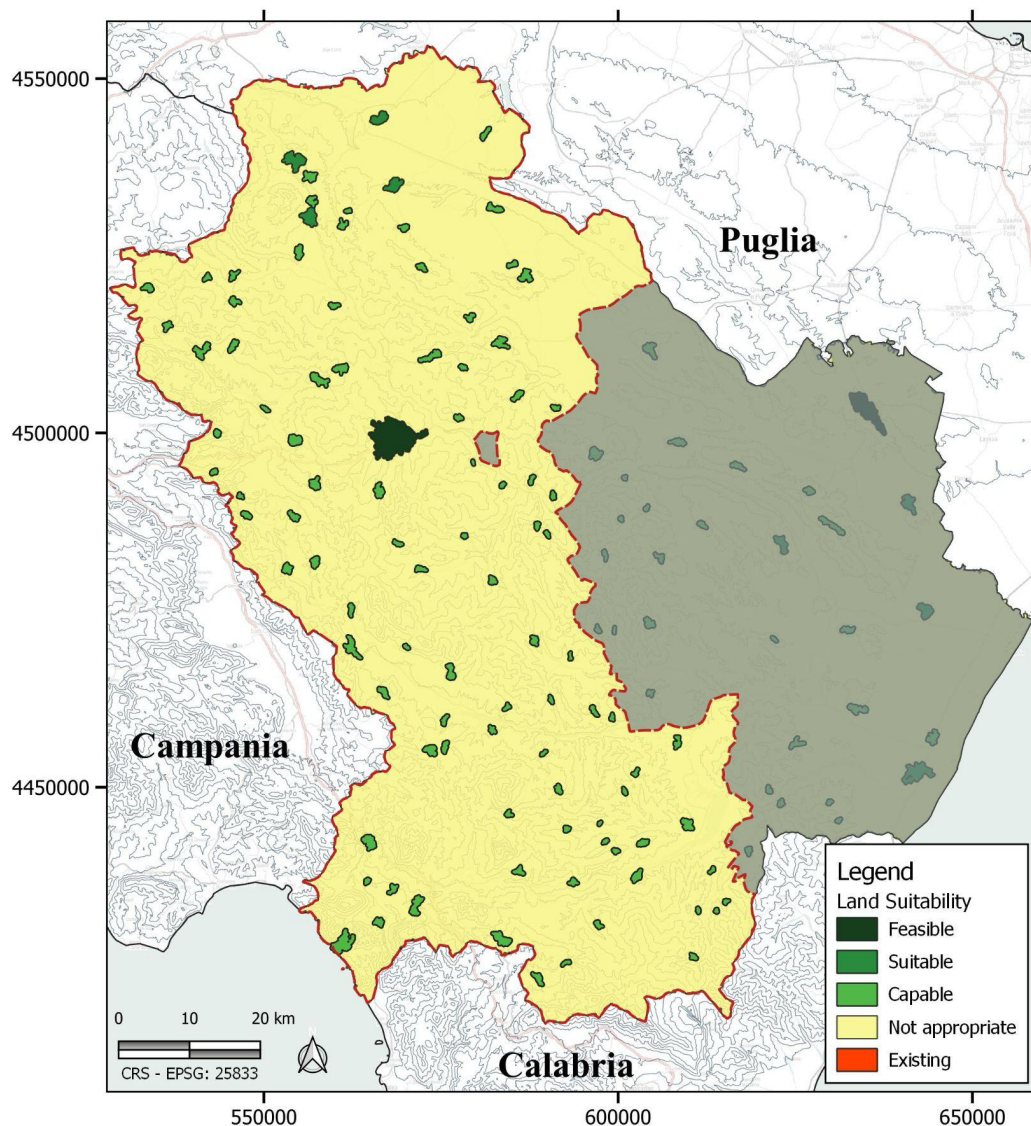 4550000
Puglia
4500000
Campania
4450000
Legend
Land Suitability
Feasible
Suitable
Capable
Not appropriate
Existing
0 10 20 km
N
CRS - EPSG: 25833
Calabria
550000 600000 650000